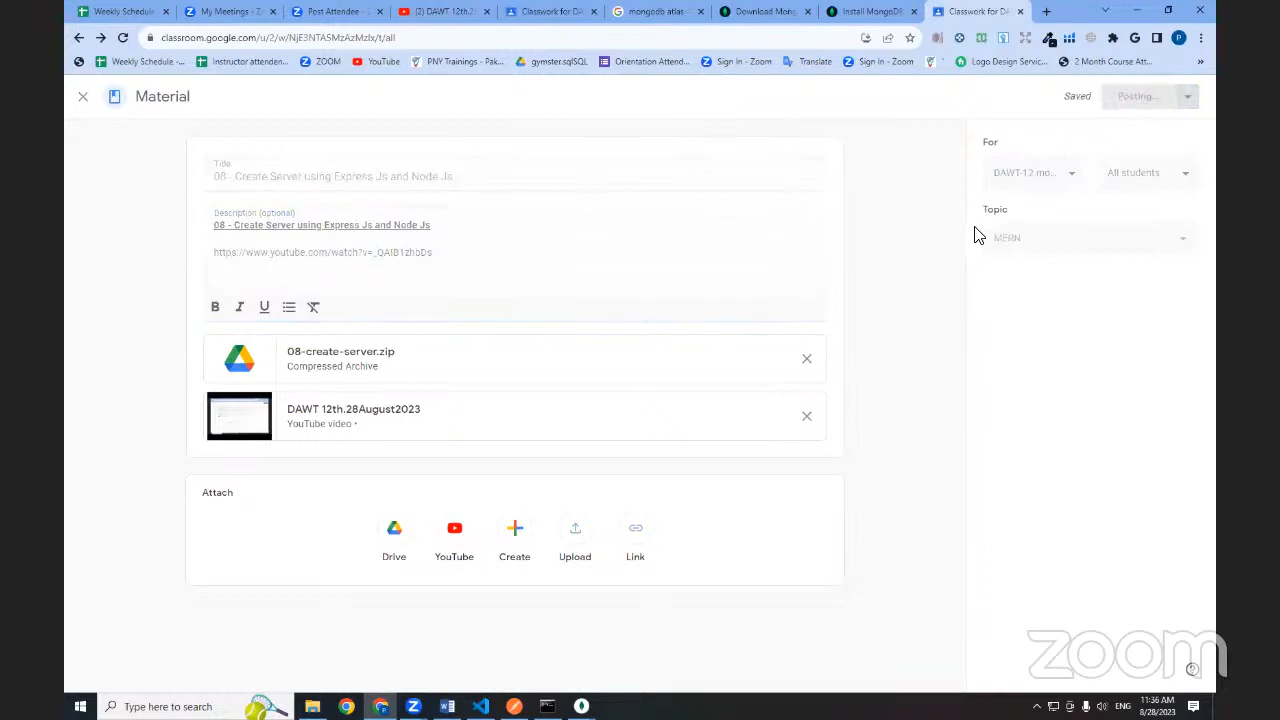 Weekly Schedule
My Meetings - Z
Post Attendee -
(2) DAWT 12th.2
Classwork for DA
mongodb atlas -
Download Mong
Install MongoDB
Classwork for D
classroom.google.com/u/2/w/NjE3NTA5MzAzMzIx/t/all
Weekly Schedule -...
Instructor attenden...
ZOOM
YouTube
PNY Trainings - Pak...
gymster.sqlSQL
Orientation Attend...
Sign In - Zoom
Translate
Sign In - Zoom
Logo Design Servic...
2 Month Course Att...
»
Material
Saved
Posting...
Title
08 - Create Server using Express Js and Node Js
Description (optional)
08 - Create Server using Express Js and Node Js
https://www.youtube.com/watch?v=_QAIB1zhbDs
B I U
08-create-server.zip
Compressed Archive
DAWT 12th.28August2023
YouTube video •
Attach
Drive
YouTube
Create
Upload
Link
For
DAWT-12 mo...
All students
Topic
MERN
zoom
Type here to search
ENG
11:36 AM
8/28/2023